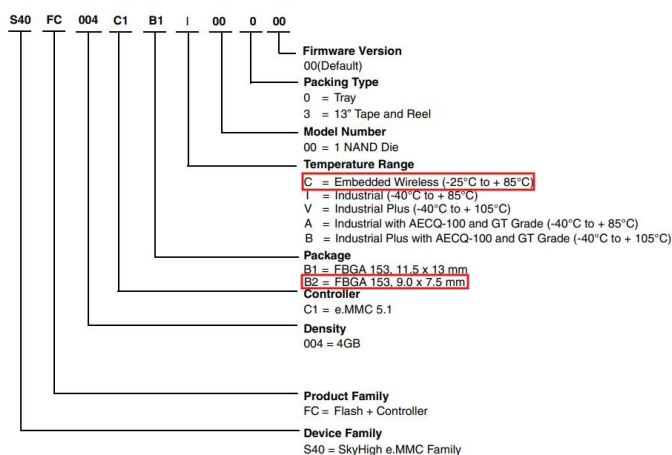 S40 FC 004 C1 B1 I 00 0 00
Firmware Version
00(Default)
Packing Type
0 = Tray
3 = 13" Tape and Reel
Model Number
00 = 1 NAND Die
Temperature Range
C = Embedded Wireless (-25°C to + 85°C)
I = Industrial (-40°C to + 85°C)
V = Industrial Plus (-40°C to + 105°C)
A = Industrial with AECQ-100 and GT Grade (-40°C to + 85°C)
B = Industrial Plus with AECQ-100 and GT Grade (-40°C to + 105°C)
Package
B1 = FBGA 153, 11.5 x 13 mm
B2 = FBGA 153, 9.0 x 7.5 mm
Controller
C1 = e.MMC 5.1
Density
004 = 4GB
Product Family
FC = Flash + Controller
Device Family
S40 = SkyHigh e.MMC Family